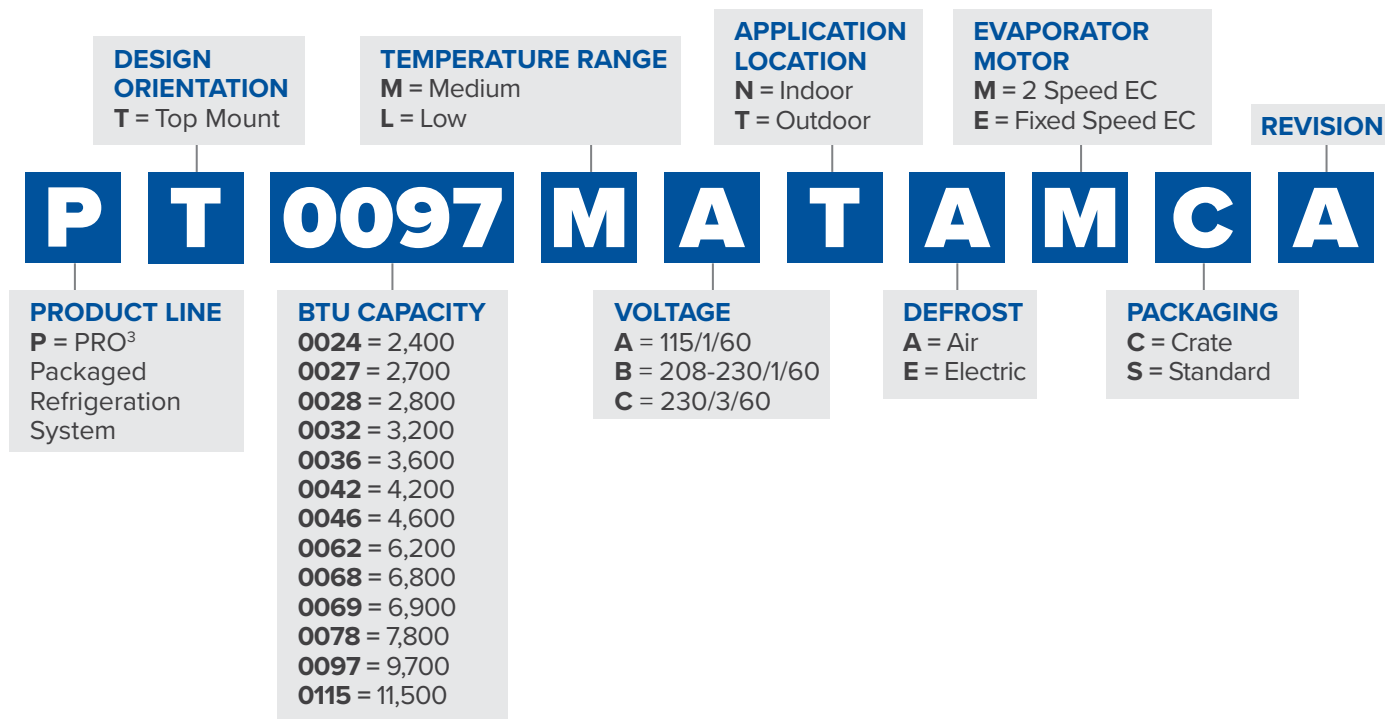 DESIGN
ORIENTATION
T = Top Mount
TEMPERATURE RANGE
M = Medium
L = Low
APPLICATION
LOCATION
N = Indoor
T = Outdoor
EVAPORATOR
MOTOR
M = 2 Speed EC
E = Fixed Speed EC
REVISION
P T 0097 M A T A M C A
PRODUCT LINE
P = PRO³
Packaged
Refrigeration
System
BTU CAPACITY
0024 = 2,400
0027 = 2,700
0028 = 2,800
0032 = 3,200
0036 = 3,600
0042 = 4,200
0046 = 4,600
0062 = 6,200
0068 = 6,800
0069 = 6,900
0078 = 7,800
0097 = 9,700
0115 = 11,500
VOLTAGE
A = 115/1/60
B = 208-230/1/60
C = 230/3/60
DEFROST
A = Air
E = Electric
PACKAGING
C = Crate
S = Standard